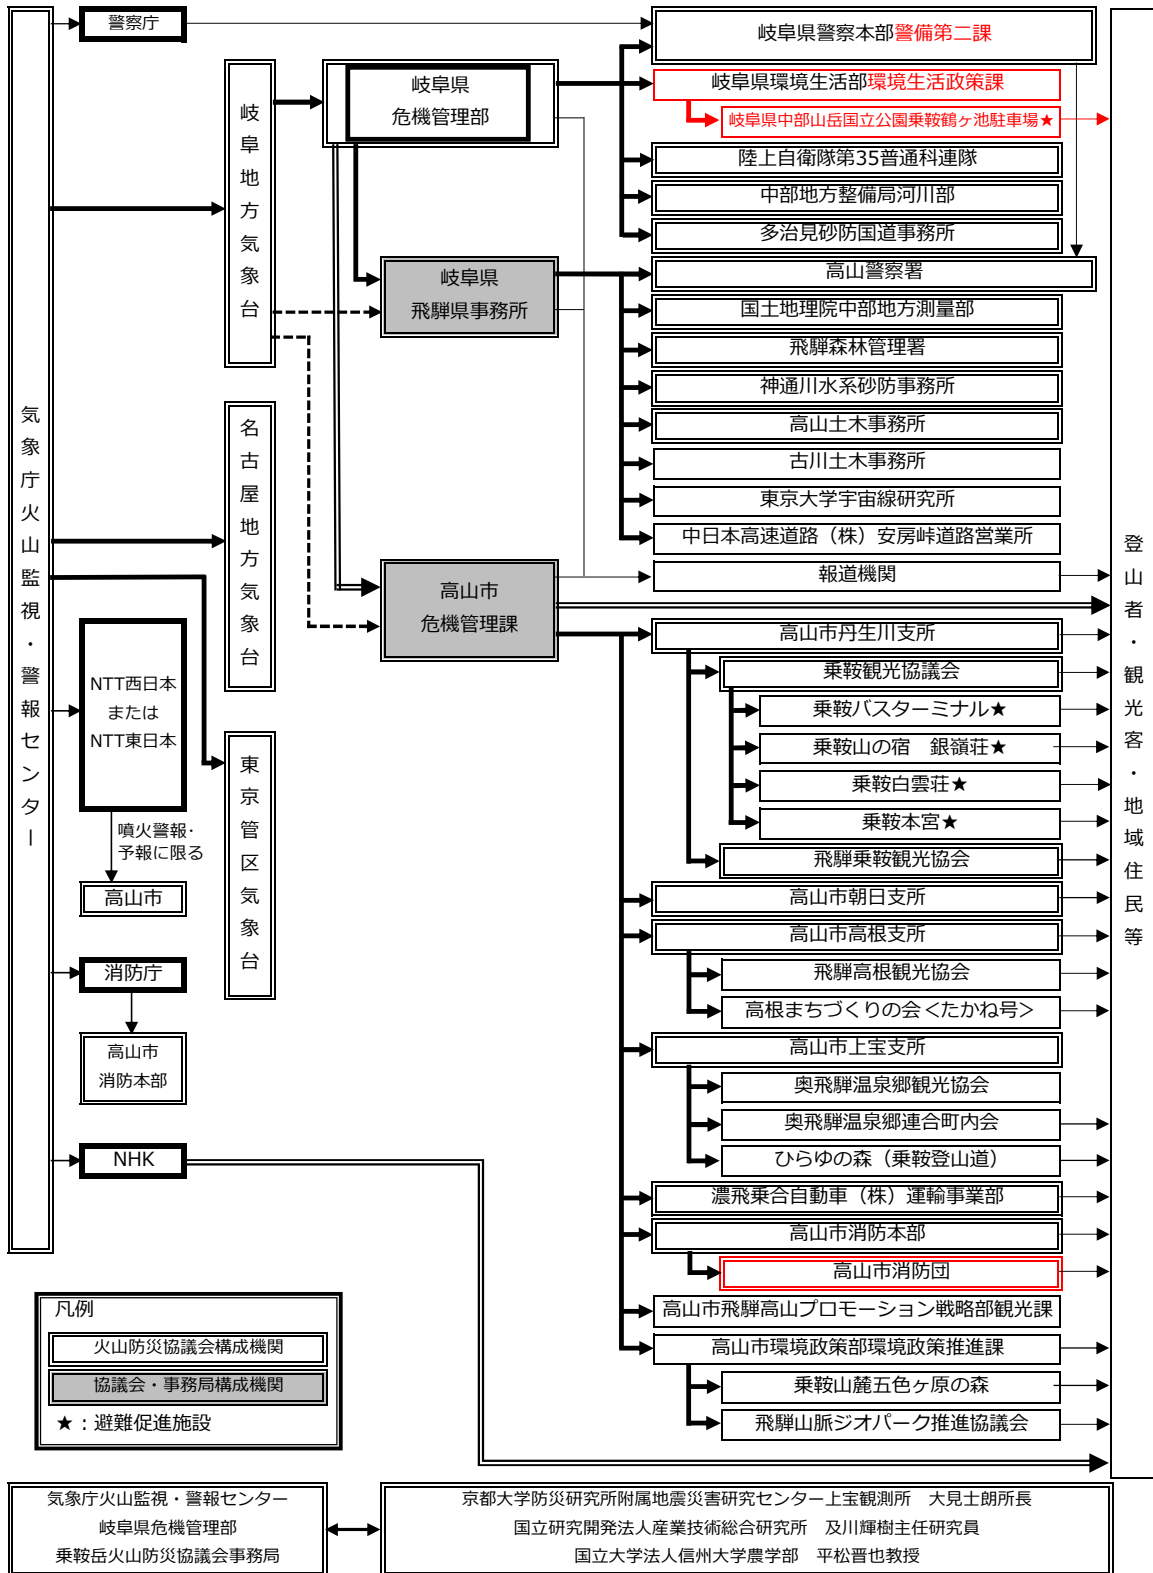 気象庁火山監視・警報センター
警察庁
岐阜地方気象台
名古屋地方気象台
東京管区気象台
NTT西日本
または
NTT東日本
噴火警報・
予報に限る
高山市
消防庁
高山市
消防本部
NHK
岐阜県
危機管理部
岐阜県
飛騨県事務所
高山市
危機管理課
岐阜県警察本部警備第二課
岐阜県環境生活部環境生活政策課
岐阜県中部山岳国立公園乗鞍鶴ヶ池駐車場★
陸上自衛隊第35普通科連隊
中部地方整備局河川部
多治見砂防国道事務所
高山警察署
国土地理院中部地方測量部
飛騨森林管理署
神通川水系砂防事務所
高山土木事務所
古川土木事務所
東京大学宇宙線研究所
中日本高速道路（株）安房峠道路営業所
報道機関
高山市丹生川支所
乗鞍観光協議会
乗鞍バスターミナル★
乗鞍山の宿　銀嶺荘★
乗鞍白雲荘★
乗鞍本宮★
飛騨乗鞍観光協会
高山市朝日支所
高山市高根支所
飛騨高根観光協会
高根まちづくりの会＜たかね号＞
高山市上宝支所
奥飛騨温泉郷観光協会
奥飛騨温泉郷連合町内会
ひらゆの森（乗鞍登山道）
濃飛乗合自動車（株）運輸事業部
高山市消防本部
高山市消防団
高山市飛騨高山プロモーション戦略部観光課
高山市環境政策部環境政策推進課
乗鞍山麓五色ヶ原の森
飛騨山脈ジオパーク推進協議会
登山者・観光客・地域住民等
凡例
火山防災協議会構成機関
協議会・事務局構成機関
★：避難促進施設
気象庁火山監視・警報センター
岐阜県危機管理部
乗鞍岳火山防災協議会事務局
京都大学防災研究所附属地震災害研究センター上宝観測所　大見士朗所長
国立研究開発法人産業技術総合研究所　及川輝樹主任研究員
国立大学法人信州大学農学部　平松晋也教授